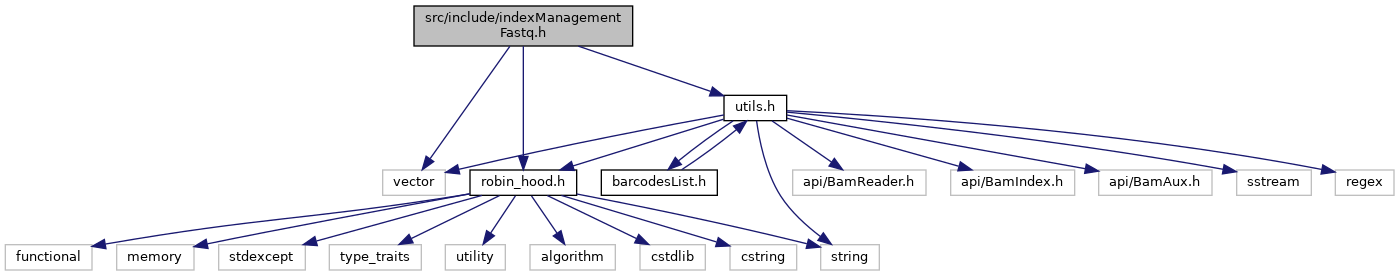 src/include/indexManagement
Fastq.h
utils.h
vector
robin_hood.h
barcodesList.h
api/BamReader.h
api/BamIndex.h
api/BamAux.h
sstream
regex
functional
memory
stdexcept
type_traits
utility
algorithm
cstdlib
cstring
string